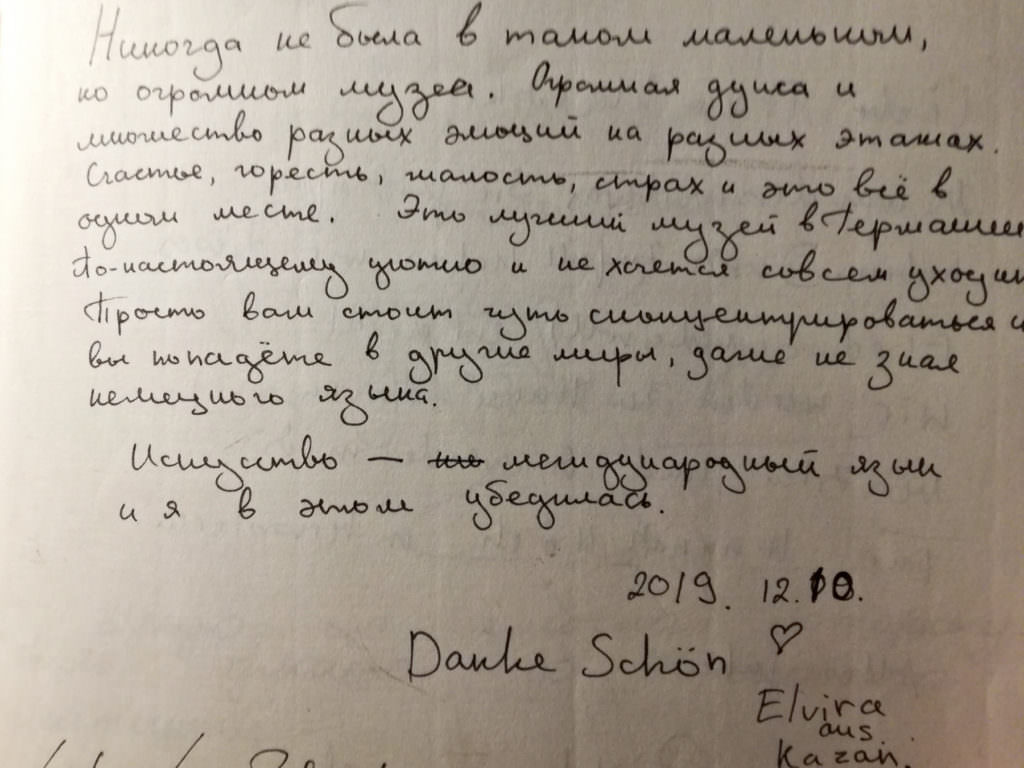 Никогда не была в таком маленьком,
но огромном музее. Огромная душа и
множество разных эмоций на разных этажах.
Счастье, горесть, жалость, страх и это всё в
одном месте. Это лучший музей в Германии
По-настоящему уютно и не хочется совсем уходит
Просто вам стоит чуть сконцентрироваться и
вы попадёте в другие миры, даже не зная
немецкого языка.
Искусство — международный язык
и я в этом убедилась.
2019. 12.10.
Danke Schön ♡
Elvira
aus
Kazan.